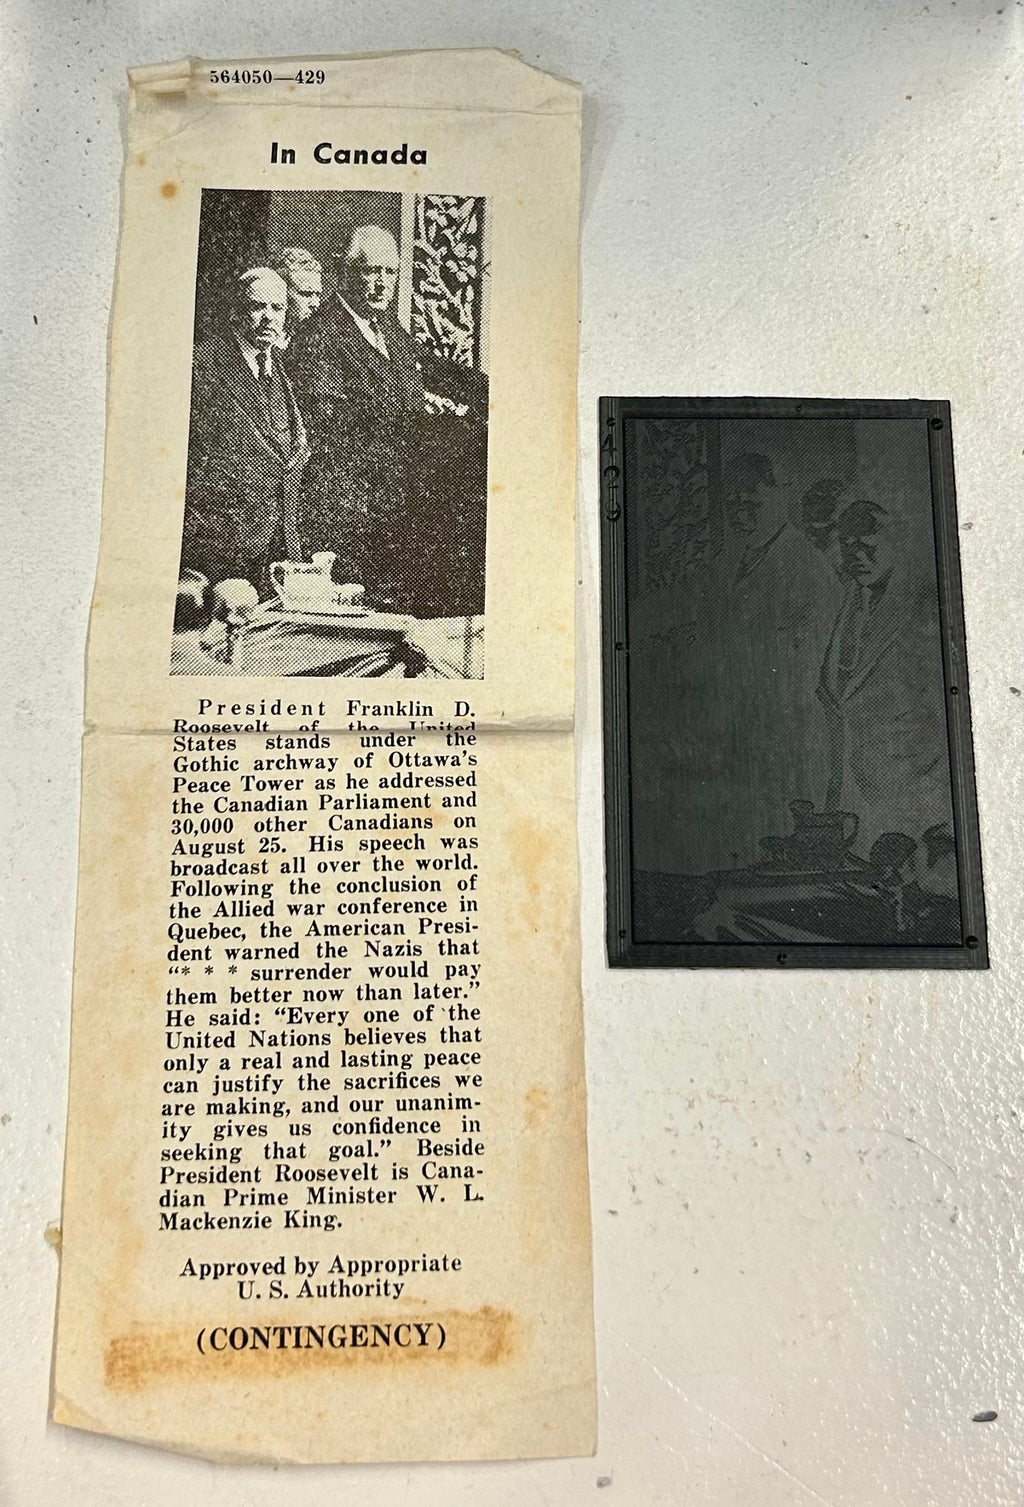 564050—429
In Canada
President Franklin D.
Roosevelt of the United
States stands under the
Gothic archway of Ottawa's
Peace Tower as he addressed
the Canadian Parliament and
30,000 other Canadians on
August 25. His speech was
broadcast all over the world.
Following the conclusion of
the Allied war conference in
Quebec, the American Presi-
dent warned the Nazis that
"* * * surrender would pay
them better now than later."
He said: "Every one of the
United Nations believes that
only a real and lasting peace
can justify the sacrifices we
are making, and our unanim-
ity gives us confidence in
seeking that goal." Beside
President Roosevelt is Cana-
dian Prime Minister W. L.
Mackenzie King.
Approved by Appropriate
U. S. Authority
(CONTINGENCY)
429